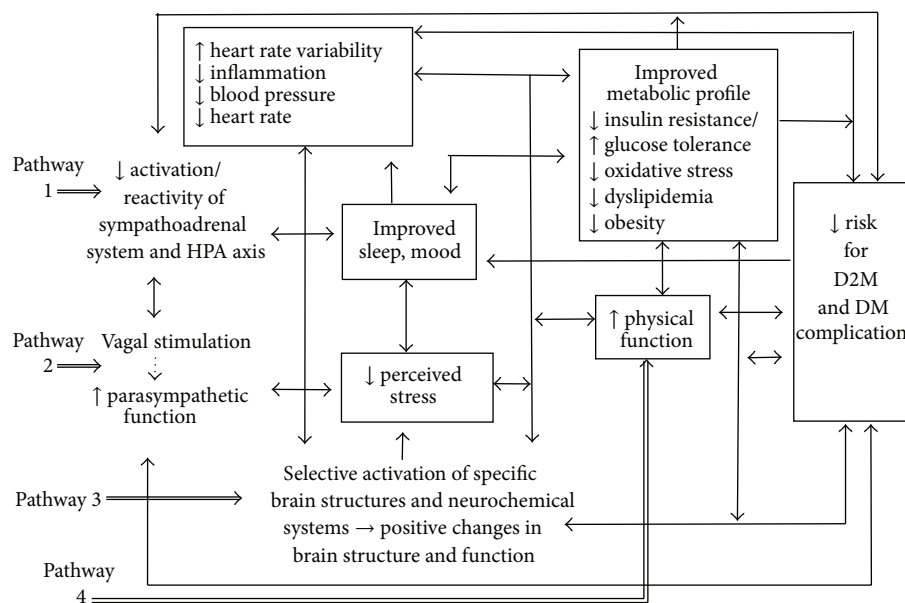 ↑ heart rate variability
↓ inflammation
↓ blood pressure
↓ heart rate
Improved
metabolic profile
↓ insulin resistance/
↑ glucose tolerance
↓ oxidative stress
↓ dyslipidemia
↓ obesity
Pathway
1
↓ activation/
reactivity of
sympathoadrenal
system and HPA axis
Improved
sleep, mood
↓ risk
for
D2M
and DM
complication
Pathway
2
Vagal stimulation
↑ parasympathetic
function
↓ perceived
stress
↑ physical
function
Pathway 3
Selective activation of specific
brain structures and neurochemical
systems → positive changes in
brain structure and function
Pathway
4